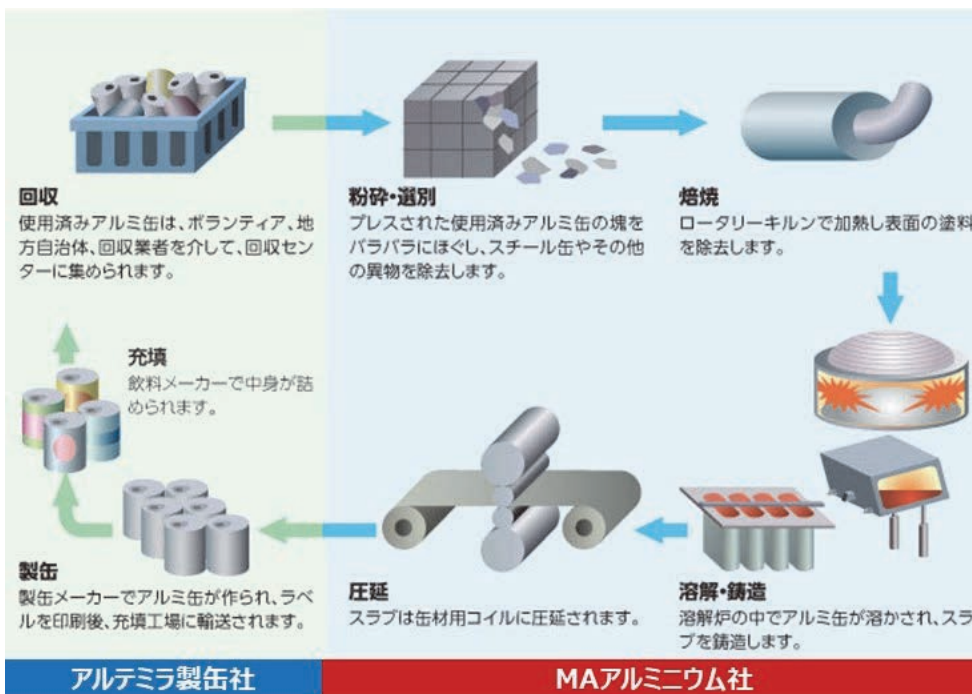 回収
使用済みアルミ缶は、ボランティア、地
方自治体、回収業者を介して、回収セン
ターに集められます。
粉砕・選別
プレスされた使用済みアルミ缶の塊を
バラバラにほぐし、スチール缶やその他
の異物を除去します。
焙焼
ロータリーキルンで加熱し表面の塗料
を除去します。
溶解・鋳造
溶解炉の中でアルミ缶が溶かされ、スラ
ブを鋳造します。
圧延
スラブは缶材用コイルに圧延されます。
製缶
製缶メーカーでアルミ缶が作られ、ラベ
ルを印刷後、充填工場に輸送されます。
充填
飲料メーカーで中身が詰
められます。
アルテミラ製缶社
MAアルミニウム社